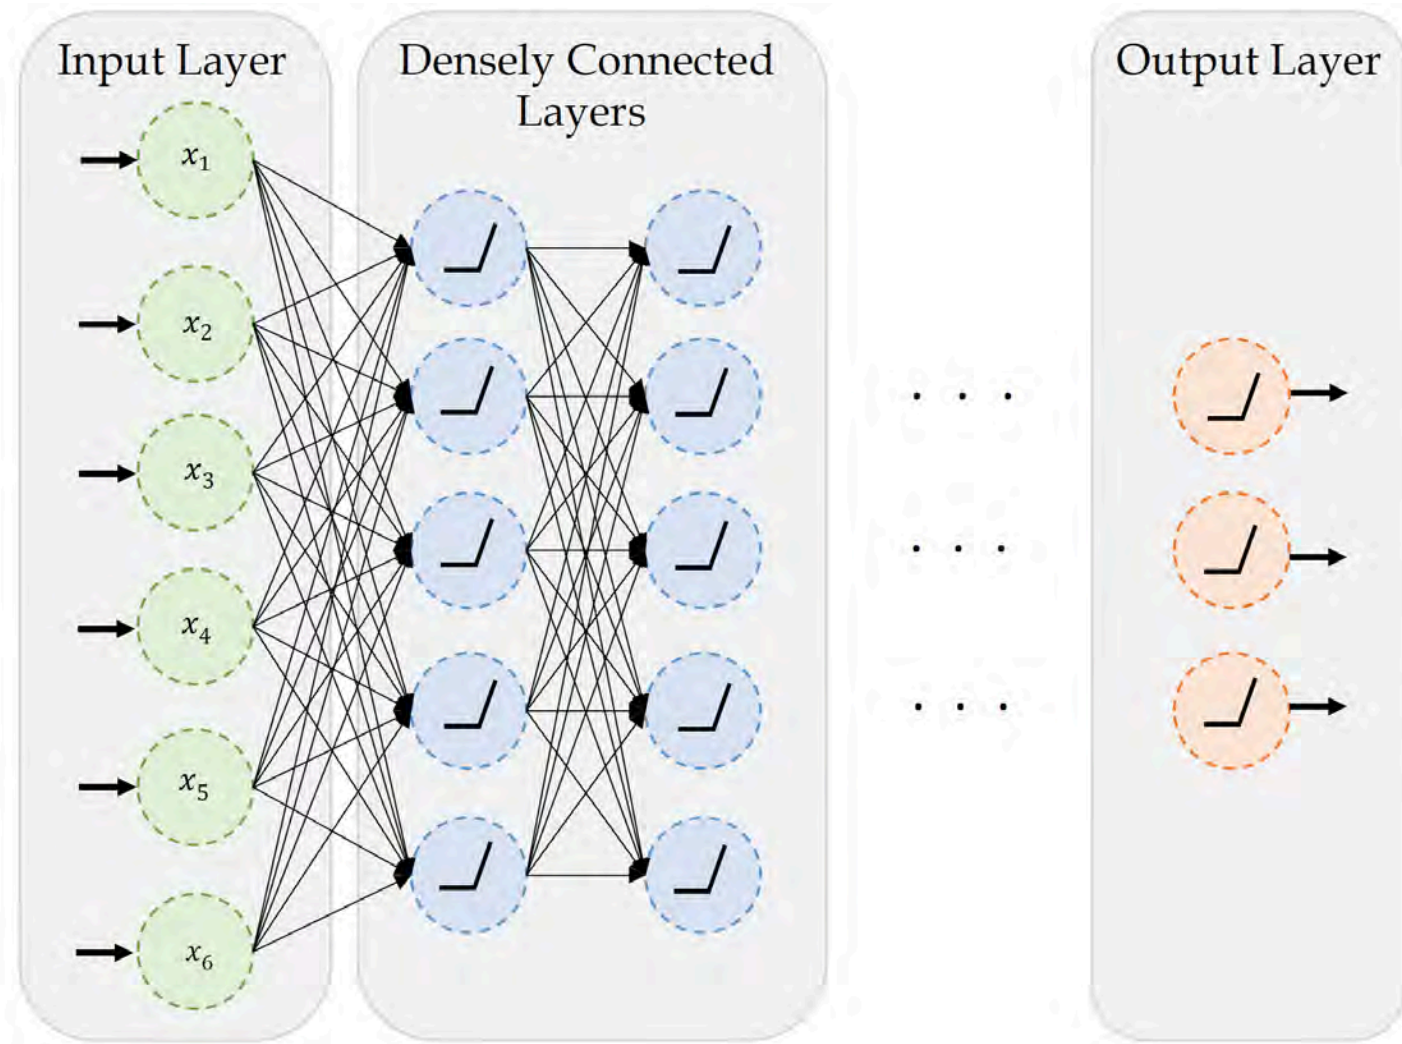 Input Layer
Densely Connected
Layers
Output Layer
x₁
x₂
x₃
x₄
x₅
x₆
. . .
. . .
. . .